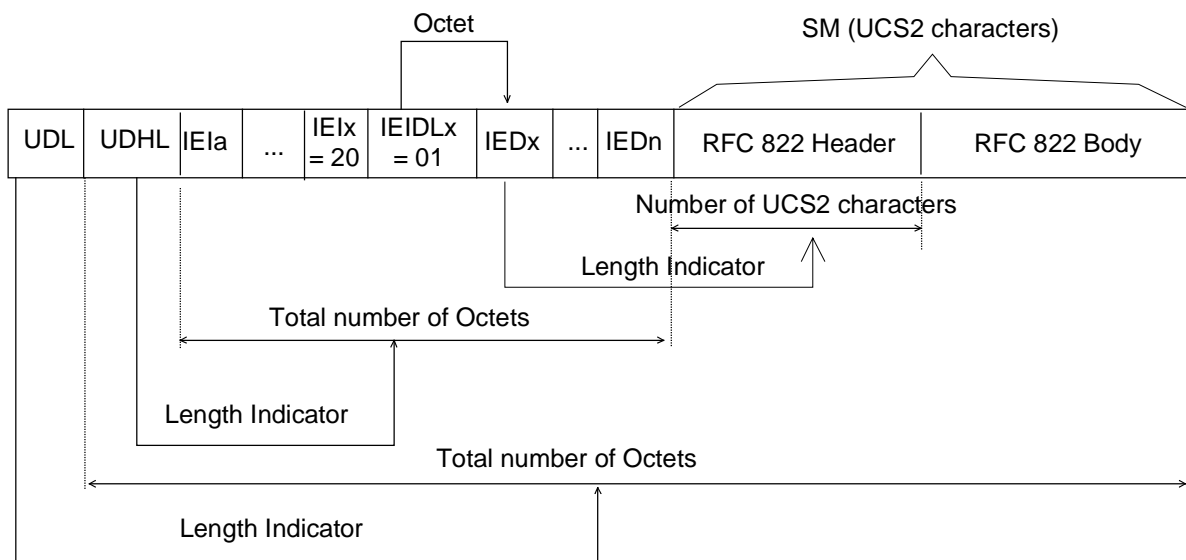 Octet
SM (UCS2 characters)
UDL
UDHL
IEIa
...
IEIx
= 20
IEIDLx
= 01
IEDx
...
IEDn
RFC 822 Header
RFC 822 Body
Number of UCS2 characters
Length Indicator
Total number of Octets
Length Indicator
Total number of Octets
Length Indicator